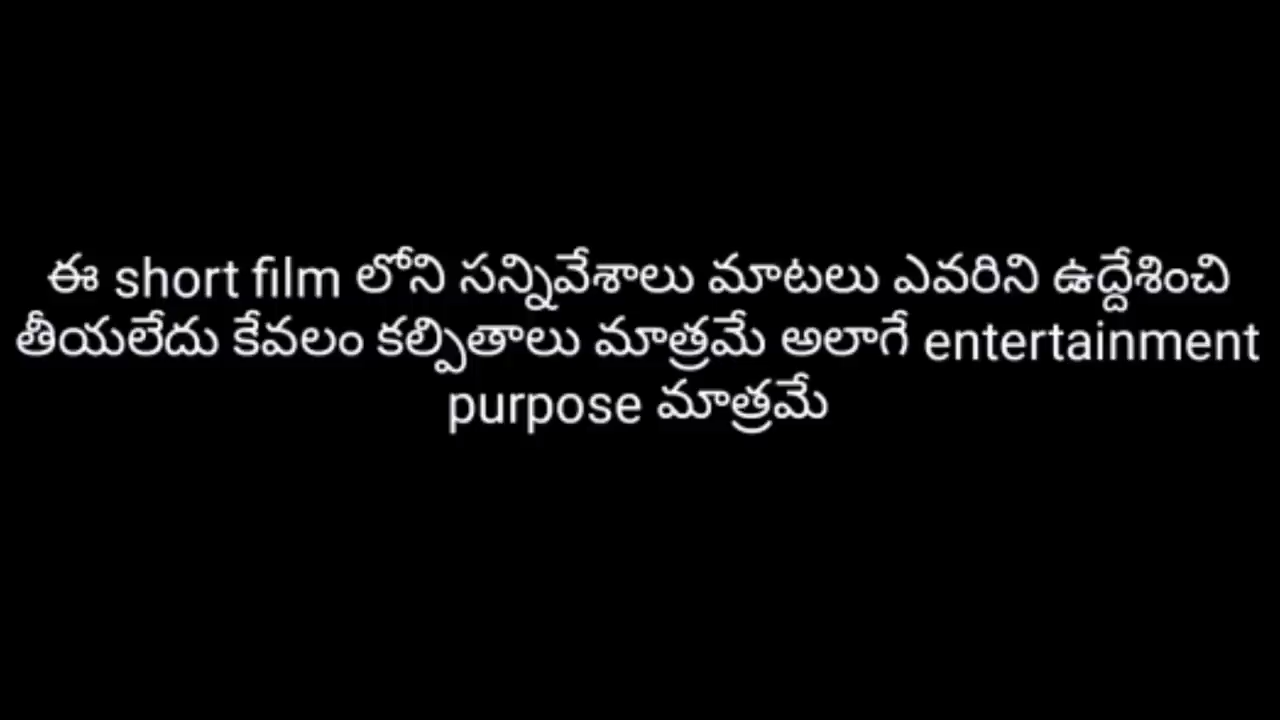 ఈ short film లోని సన్నివేశాలు మాటలు ఎవరిని ఉద్దేశించి
తీయలేదు కేవలం కల్పితాలు మాత్రమే అలాగే entertainment
purpose మాత్రమే